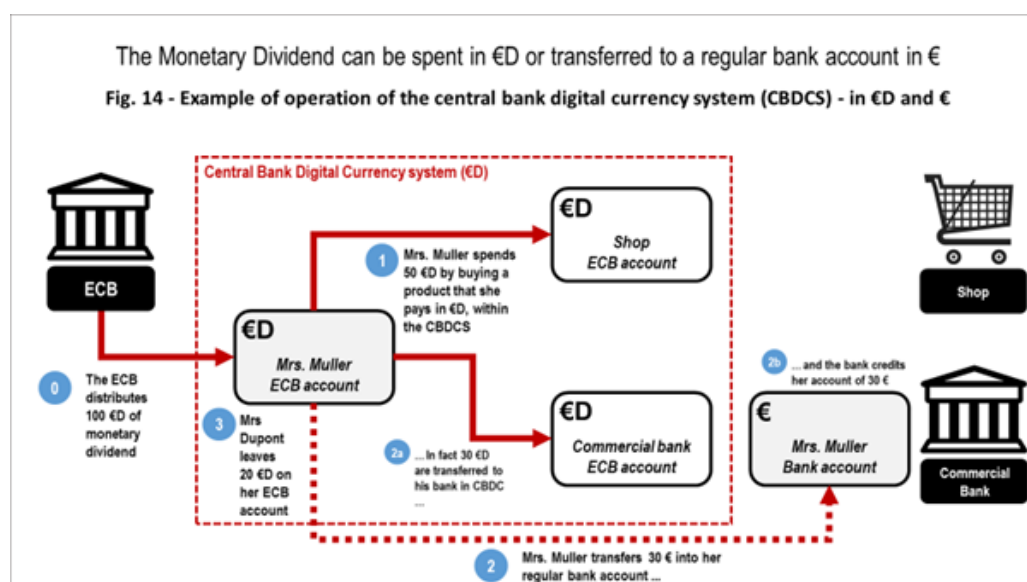 The Monetary Dividend can be spent in €D or transferred to a regular bank account in €
Fig. 14 - Example of operation of the central bank digital currency system (CBDCS) - in €D and €
Central Bank Digital Currency system (€D)
ECB
0
The ECB
distributes
100 €D of
monetary
dividend
€D
Mrs. Muller
ECB account
1
Mrs. Muller spends
50 €D by buying a
product that she
pays in €D, within
the CBDCS
€D
Shop
ECB account
Shop
3
Mrs
Dupont
leaves
20 €D on
her ECB
account
2a
... In fact 30 €D
are transferred to
his bank in CBDC
...
€D
Commercial bank
ECB account
2b
... and the bank credits
her account of 30 €
€
Mrs. Muller
Bank account
Commercial
Bank
2
Mrs. Muller transfers 30 € into her
regular bank account ...